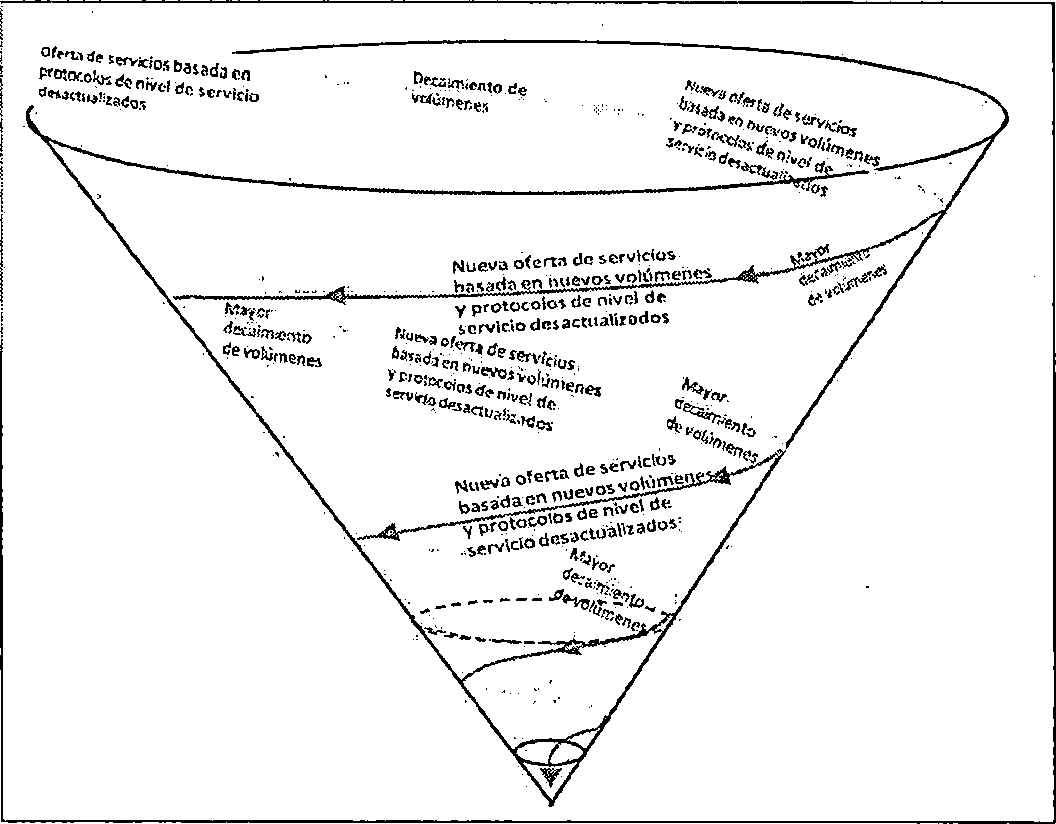 Oferta de servicios basada en
protocolos de nivel de servicio
desactualizados
Decaimiento de
volúmenes
Nueva oferta de servicios
basada en nuevos volúmenes
y protocolos de nivel de
servicio desactualizados
Mayor
decaimiento
de volúmenes
Nueva oferta de servicios
basada en nuevos volúmenes
y protocolos de nivel de
servicio desactualizados
Mayor
decaimiento
de volúmenes
Nueva oferta de servicios
basada en nuevos volúmenes
y protocolos de nivel de
servicio desactualizados
Mayor
decaimiento
de volúmenes
Nueva oferta de servicios
basada en nuevos volúmenes
y protocolos de nivel de
servicio desactualizados
Mayor
decaimiento
de volúmenes